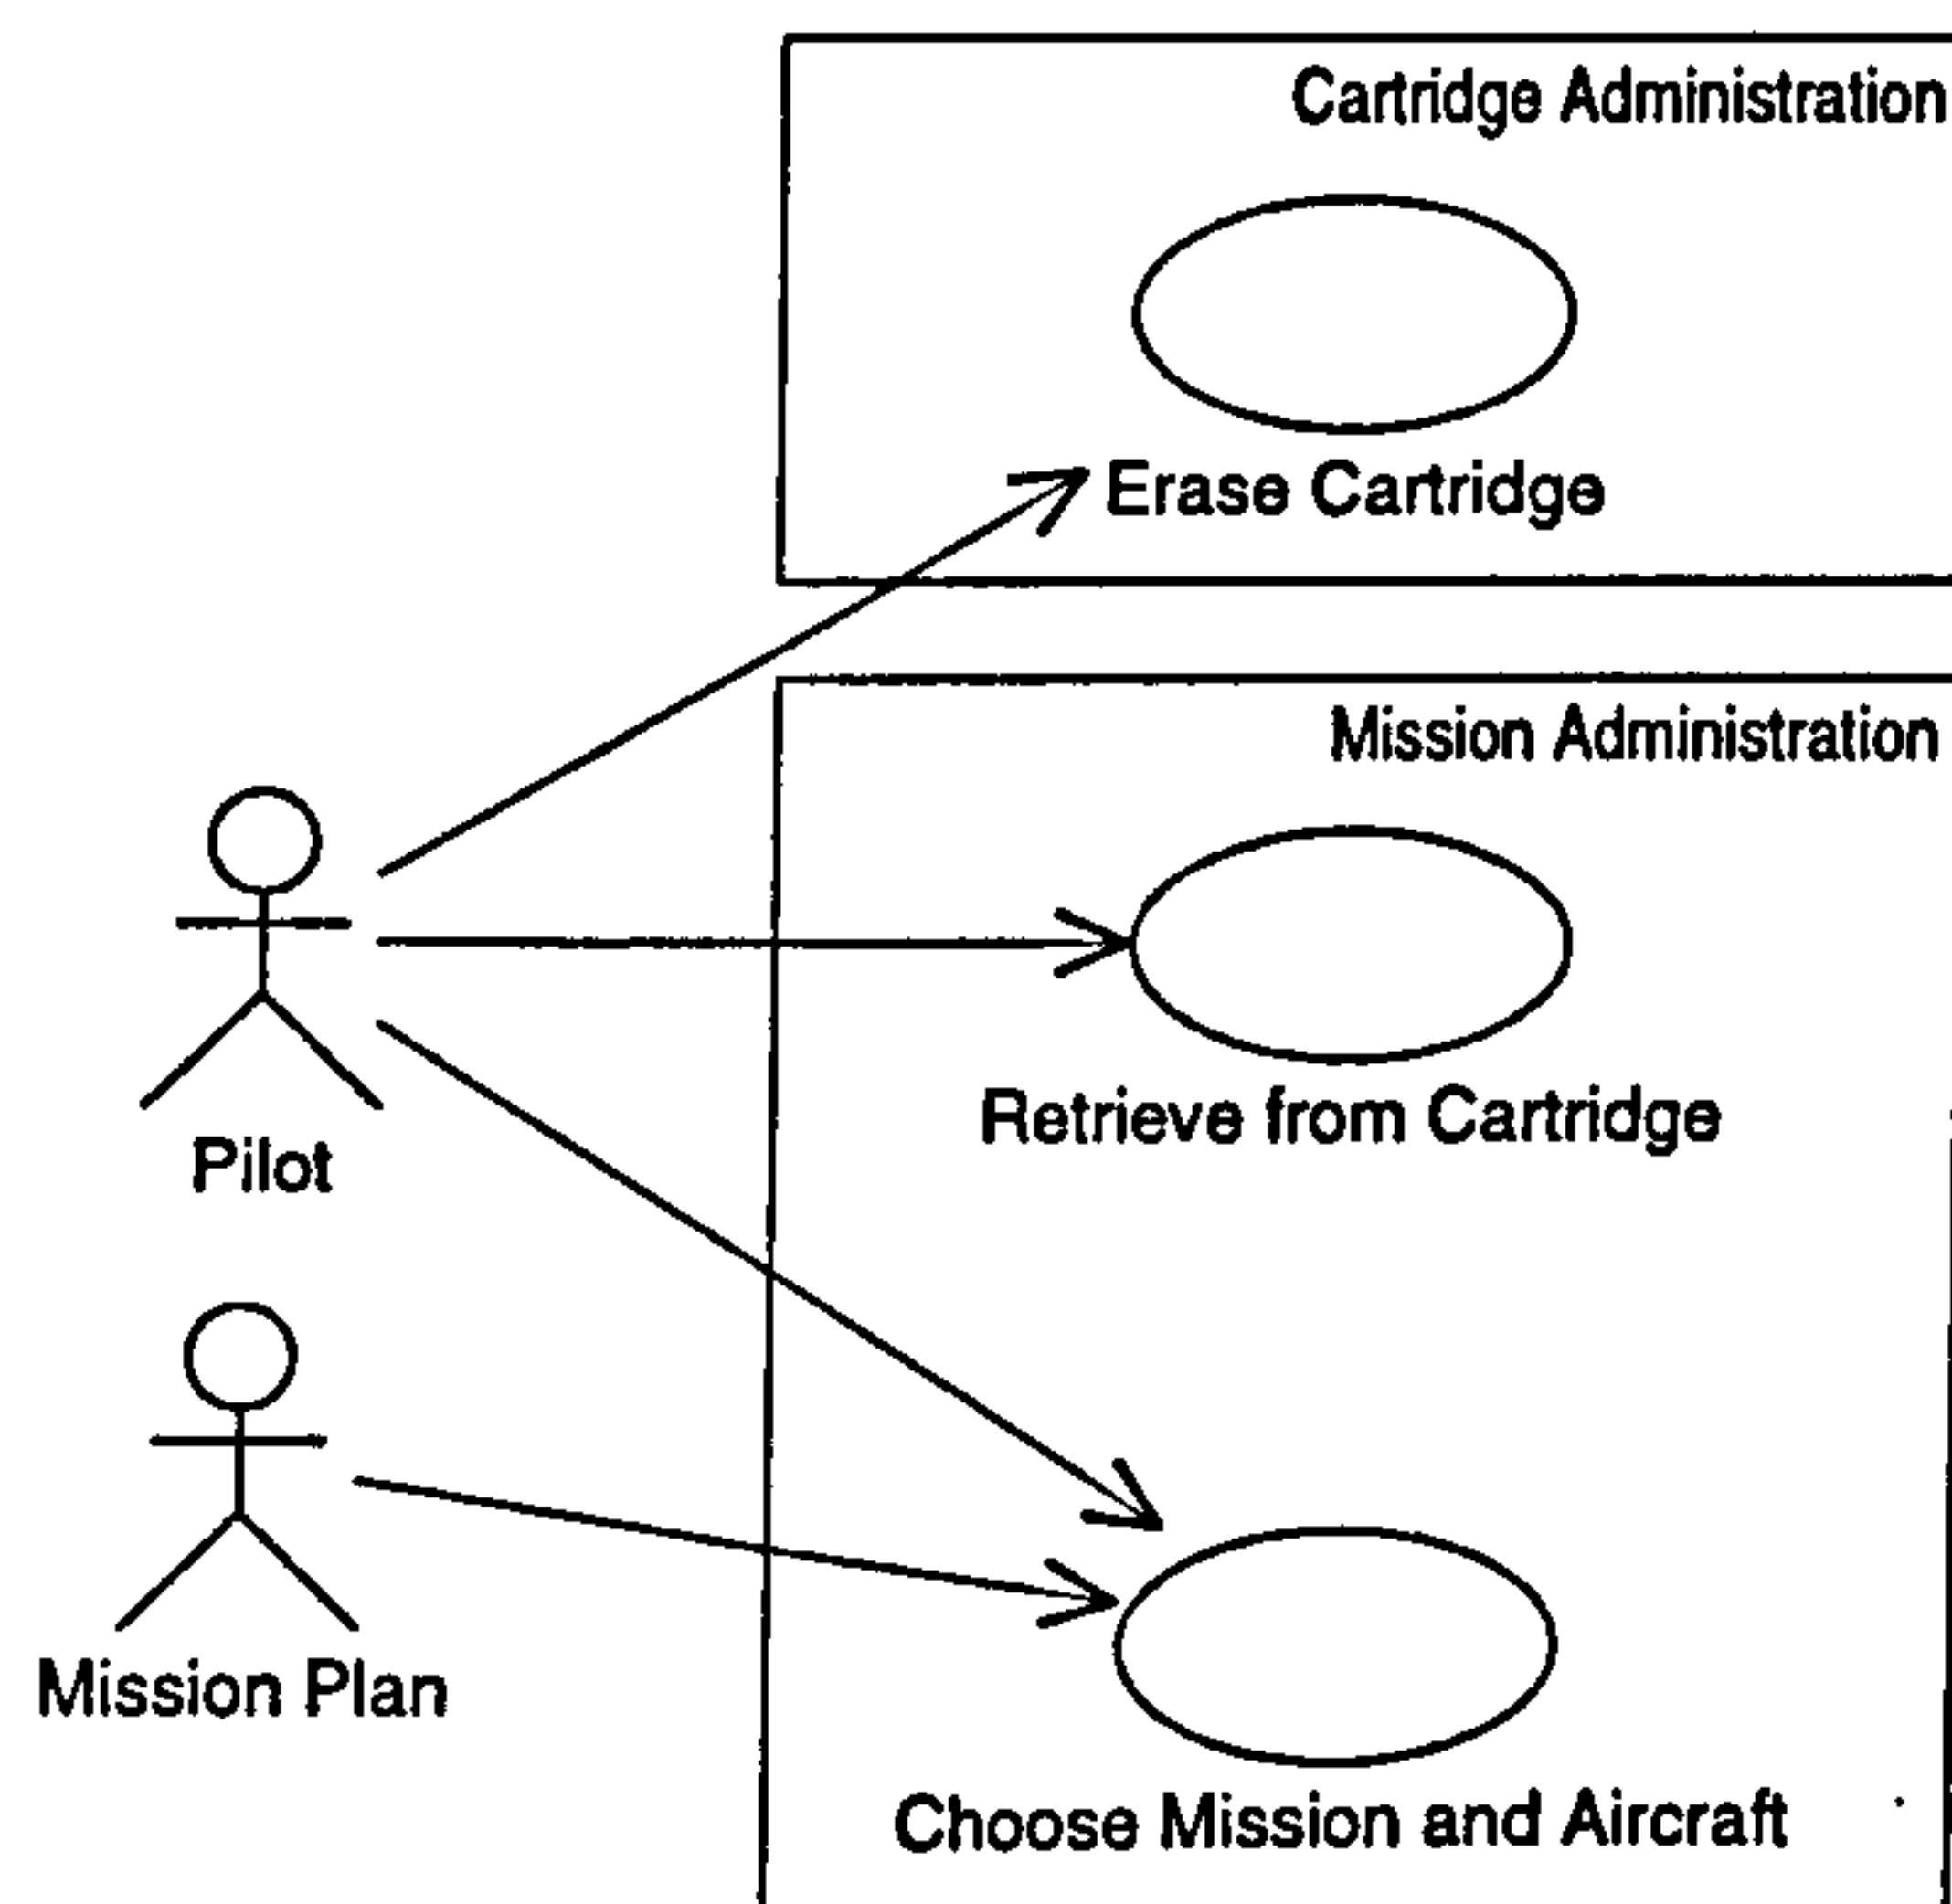 Cartridge Administration
Erase Cartridge
Mission Administration
Retrieve from Cartridge
Pilot
Mission Plan
Choose Mission and Aircraft